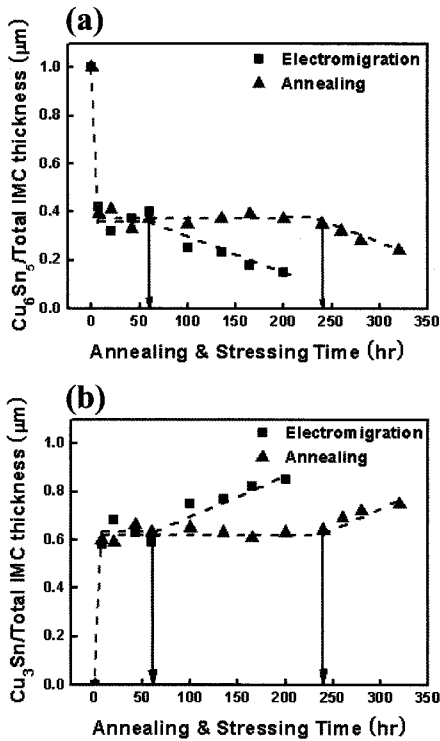 (a)
Cu6Sn5/Total IMC thickness (μm)
1.0
0.8
0.6
0.4
0.2
0.0
Electromigration
Annealing
0 50 100 150 200 250 300 350
Annealing & Stressing Time (hr)
(b)
Cu3Sn/Total IMC thickness (μm)
1.0
0.8
0.6
0.4
0.2
0.0
Electromigration
Annealing
0 50 100 150 200 250 300 350
Annealing & Stressing Time (hr)